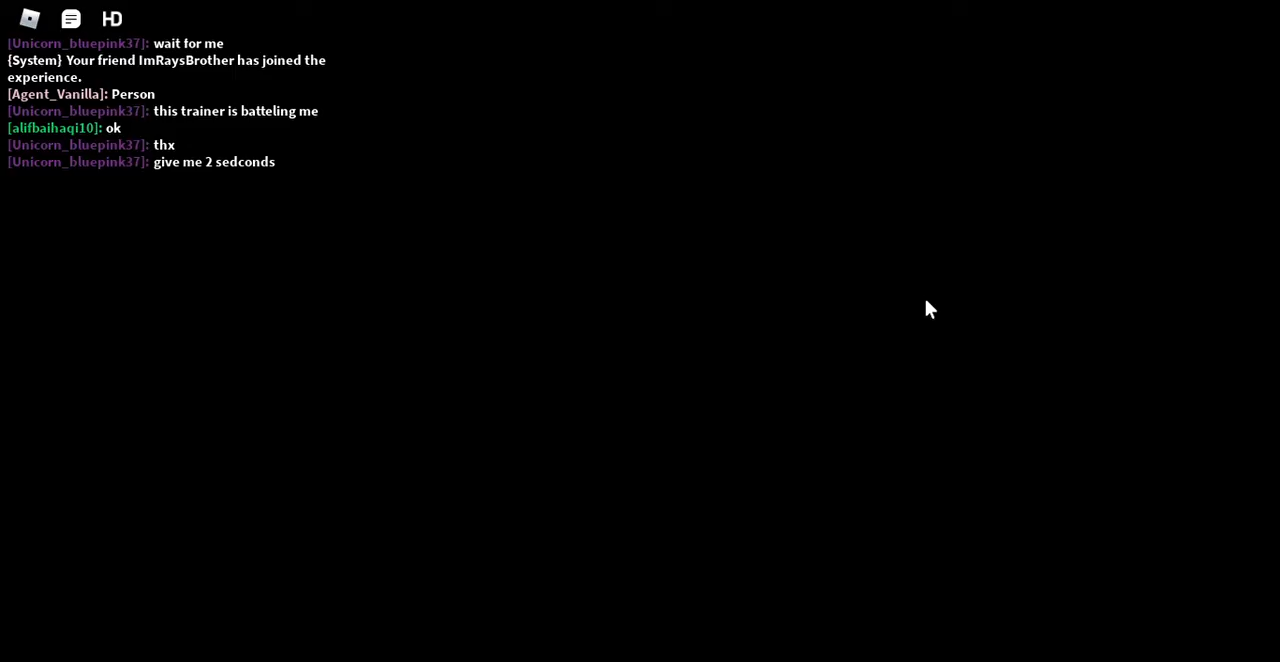 HD
[Unicorn_bluepink37]: wait for me
{System} Your friend ImRaysBrother has joined the
experience.
[Agent_Vanilla]: Person
[Unicorn_bluepink37]: this trainer is batteling me
[alifbaihaqi10]: ok
[Unicorn_bluepink37]: thx
[Unicorn_bluepink37]: give me 2 sedconds